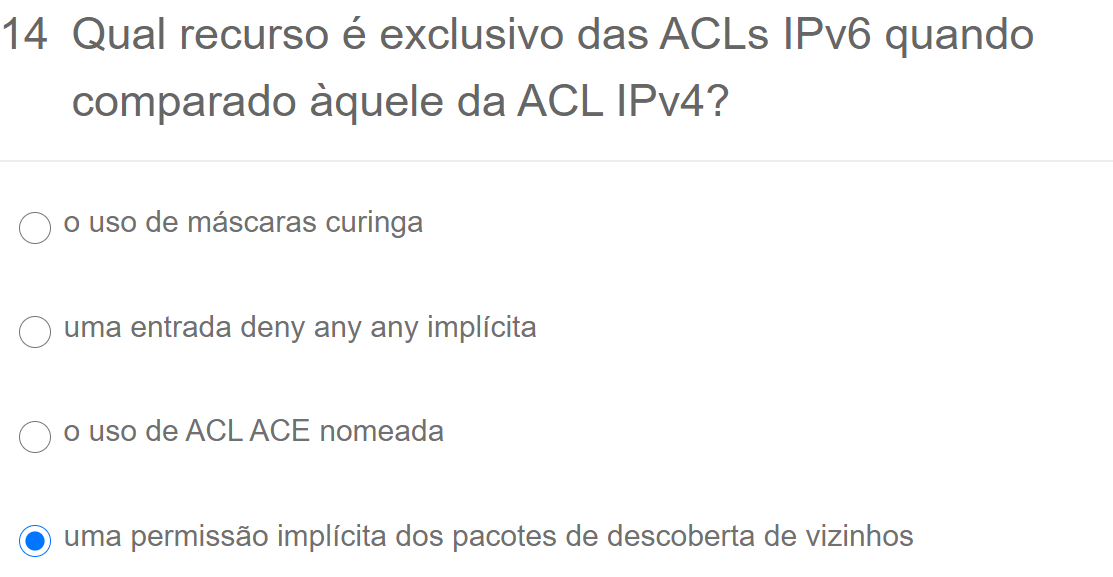 14 Qual recurso é exclusivo das ACLs IPv6 quando
comparado àquele da ACL IPv4?
o uso de máscaras curinga
uma entrada deny any any implícita
o uso de ACL ACE nomeada
uma permissão implícita dos pacotes de descoberta de vizinhos